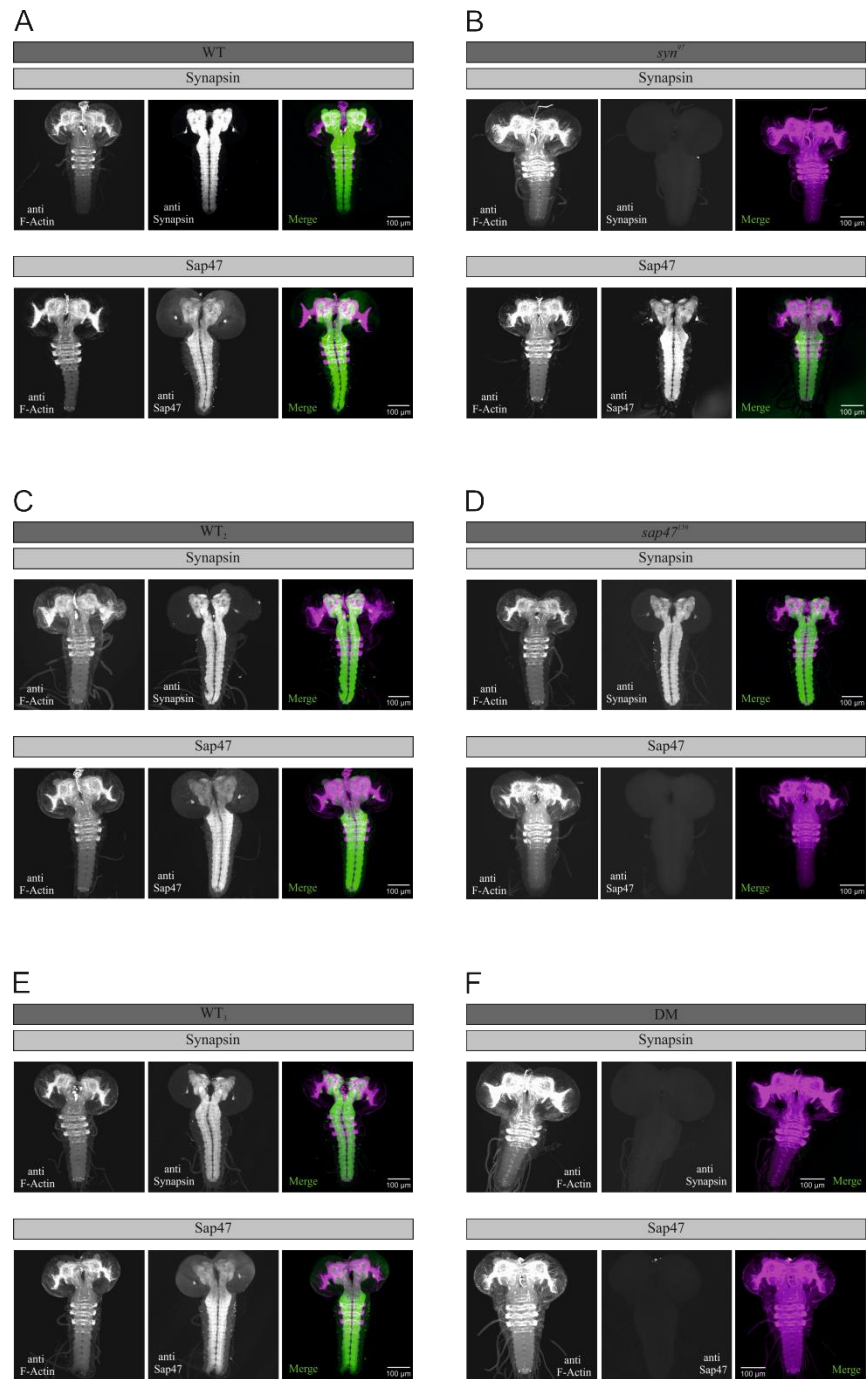 A
WT
Synapsin
anti
F-Actin
anti
Synapsin
Merge
100 µm
Sap47
anti
F-Actin
anti
Sap47
Merge
100 µm
B
syn⁹⁷
Synapsin
anti
F-Actin
anti
Synapsin
Merge
100 µm
Sap47
anti
F-Actin
anti
Sap47
Merge
100 µm
C
WT₂
Synapsin
anti
F-Actin
anti
Synapsin
Merge
100 µm
Sap47
anti
F-Actin
anti
Sap47
Merge
100 µm
D
Synapsin
anti
F-Actin
anti
Synapsin
Merge
100 µm
Sap47
anti
F-Actin
anti
Sap47
Merge
100 µm
E
WT₁
Synapsin
anti
F-Actin
anti
Synapsin
Merge
100 µm
Sap47
anti
F-Actin
anti
Sap47
Merge
100 µm
F
DM
Synapsin
anti
F-Actin
anti
Synapsin
100 µm
Merge
Sap47
anti
F-Actin
anti
Sap47
100 µm
Merge